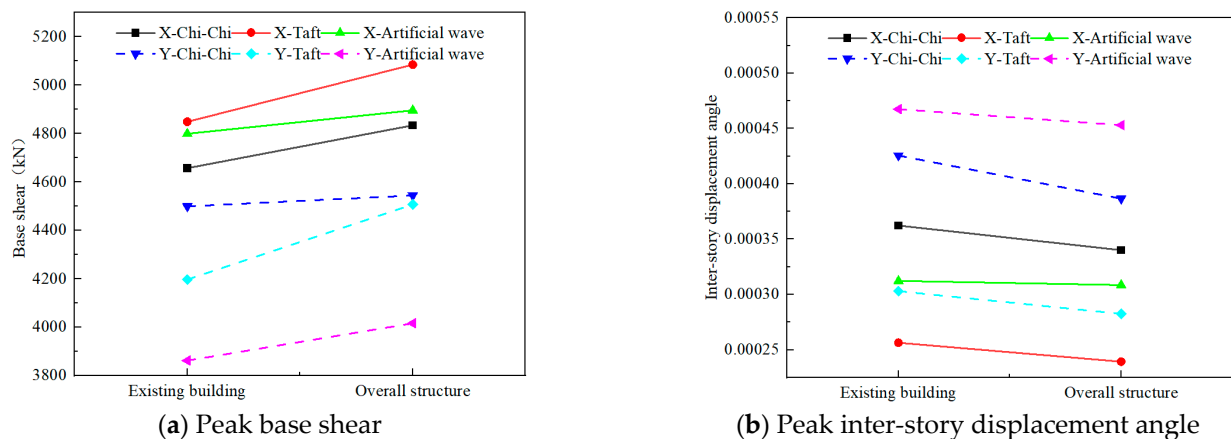 5200
5000
4800
4600
4400
4200
4000
3800
Base shear (kN)
X-Chi-Chi X-Taft X-Artificial wave
Y-Chi-Chi Y-Taft Y-Artificial wave
Existing building Overall structure
(a) Peak base shear
0.00055
0.00050
0.00045
0.00040
0.00035
0.00030
0.00025
Inter-story displacement angle
X-Chi-Chi X-Taft X-Artificial wave
Y-Chi-Chi Y-Taft Y-Artificial wave
Existing building Overall structure
(b) Peak inter-story displacement angle